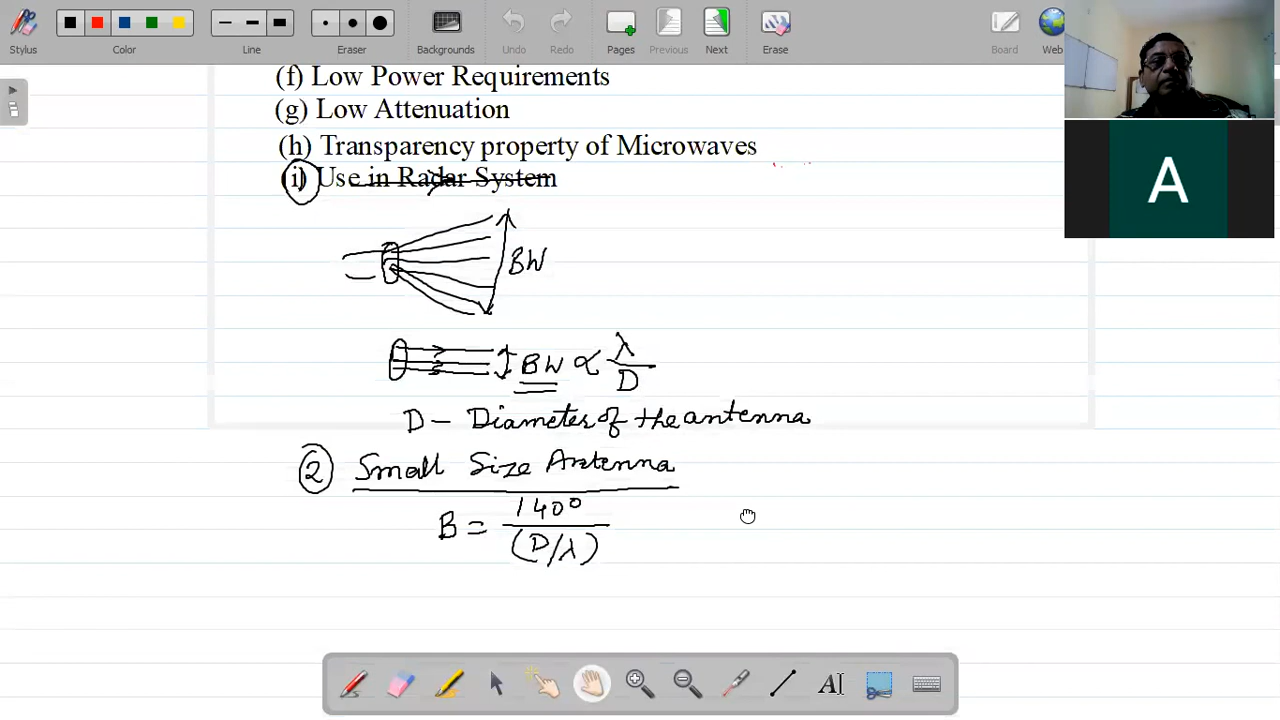 Stylus Color Line Eraser Backgrounds Undo Redo Pages Previous Next Erase Board Web
(f) Low Power Requirements
(g) Low Attenuation
(h) Transparency property of Microwaves
(i) Use in Radar System
BW
BW ∝ λ/D
D – Diameter of the antenna
② Small Size Antenna
B = 140°/(D/λ)
A